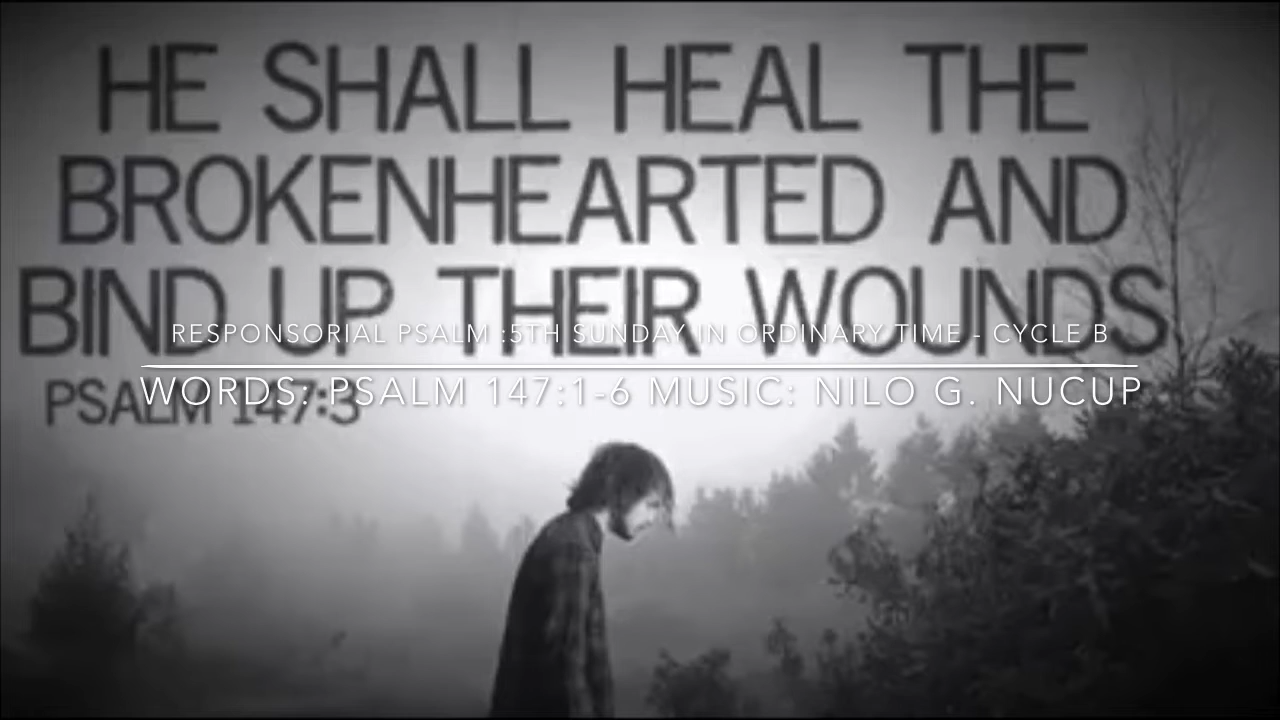 HE SHALL HEAL THE
BROKENHEARTED AND
BIND UP THEIR WOUNDS
RESPONSORIAL PSALM :5TH SUNDAY IN ORDINARY TIME - CYCLE B
WORDS: PSALM 147:1-6 MUSIC: NILO G. NUCUP
PSALM 147:3